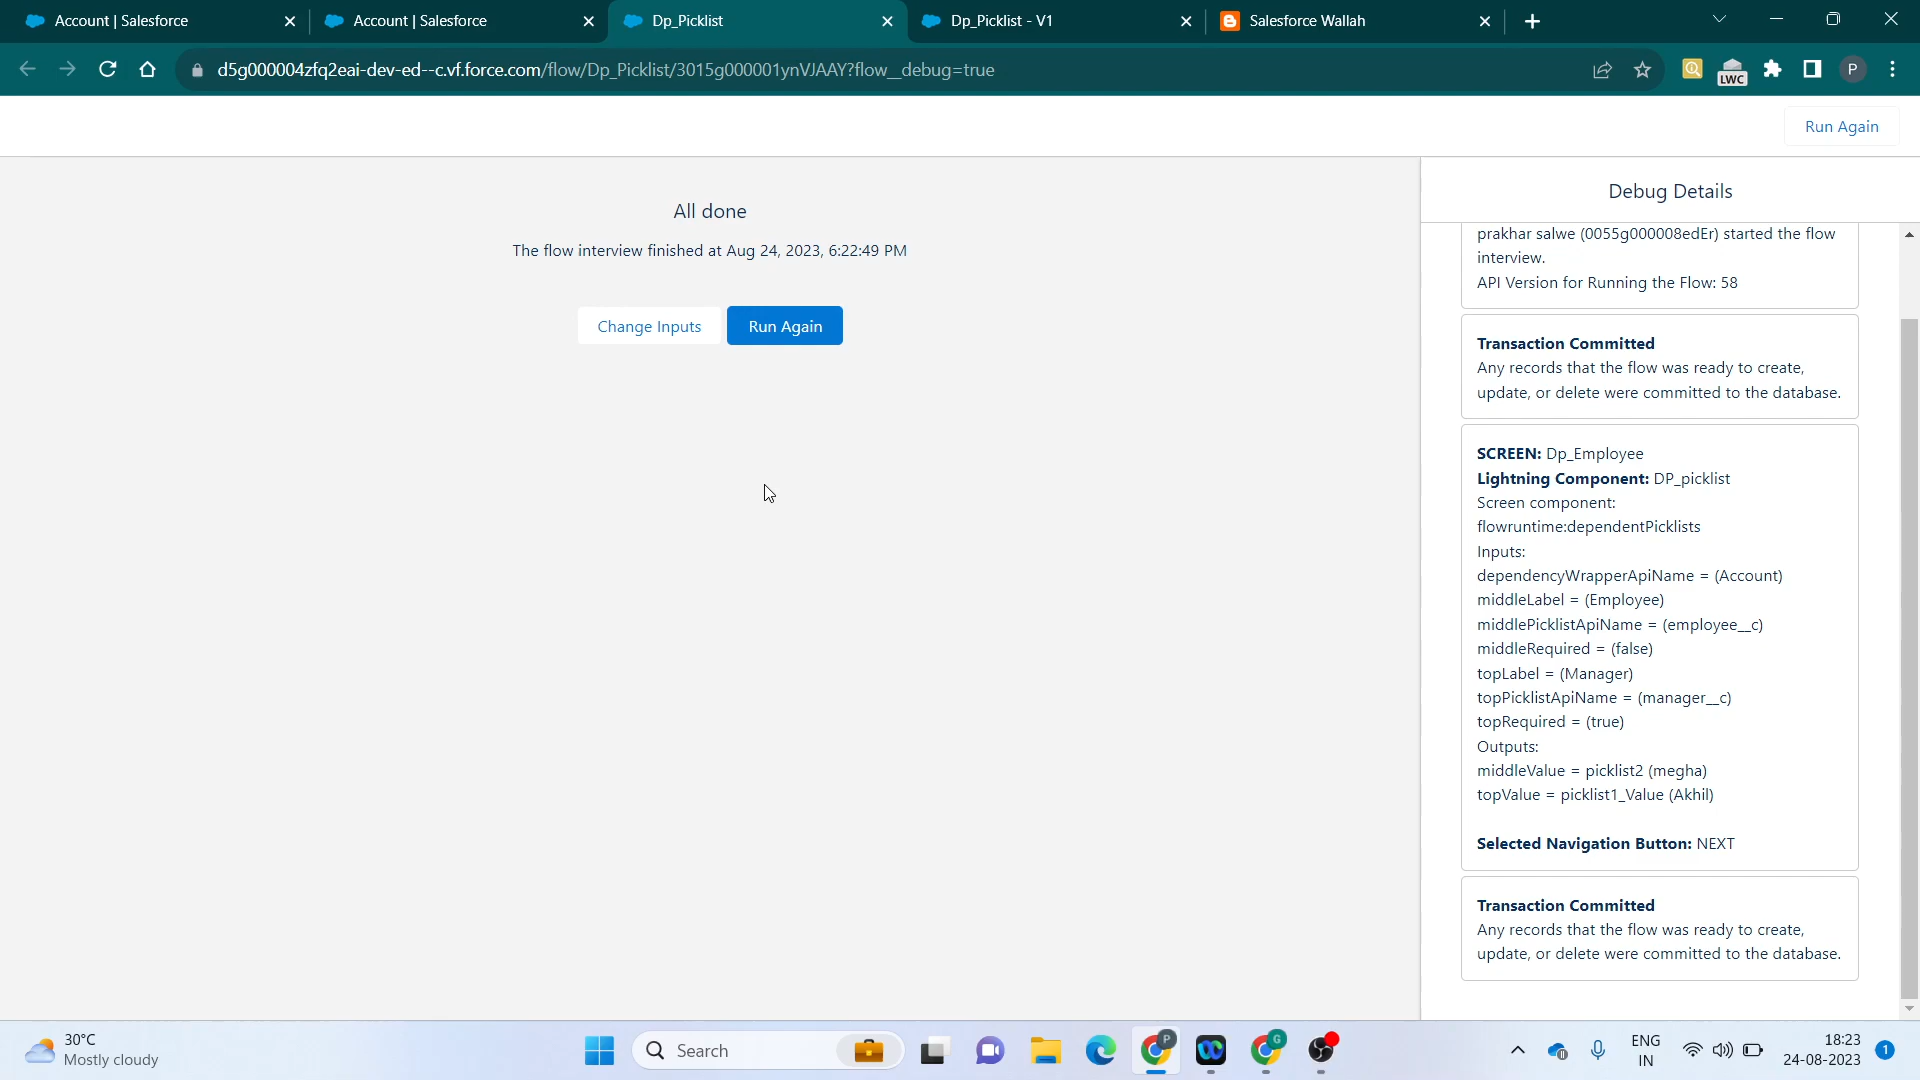 Account | Salesforce
Account | Salesforce
Dp_Picklist
Dp_Picklist - V1
Salesforce Wallah
d5g000004zfq2eai-dev-ed--c.vf.force.com/flow/Dp_Picklist/3015g000001ynVJAAY?flow__debug=true
LWC
P
Run Again
All done
The flow interview finished at Aug 24, 2023, 6:22:49 PM
Change Inputs
Run Again
Debug Details
prakhar salwe (0055g000008edEr) started the flow
interview.
API Version for Running the Flow: 58
Transaction Committed
Any records that the flow was ready to create,
update, or delete were committed to the database.
SCREEN: Dp_Employee
Lightning Component: DP_picklist
Screen component:
flowruntime:dependentPicklists
Inputs:
dependencyWrapperApiName = (Account)
middleLabel = (Employee)
middlePicklistApiName = (employee__c)
middleRequired = (false)
topLabel = (Manager)
topPicklistApiName = (manager__c)
topRequired = (true)
Outputs:
middleValue = picklist2 (megha)
topValue = picklist1_Value (Akhil)
Selected Navigation Button: NEXT
Transaction Committed
Any records that the flow was ready to create,
update, or delete were committed to the database.
30°C
Mostly cloudy
Search
P
G
ENG
IN
18:23
24-08-2023
1